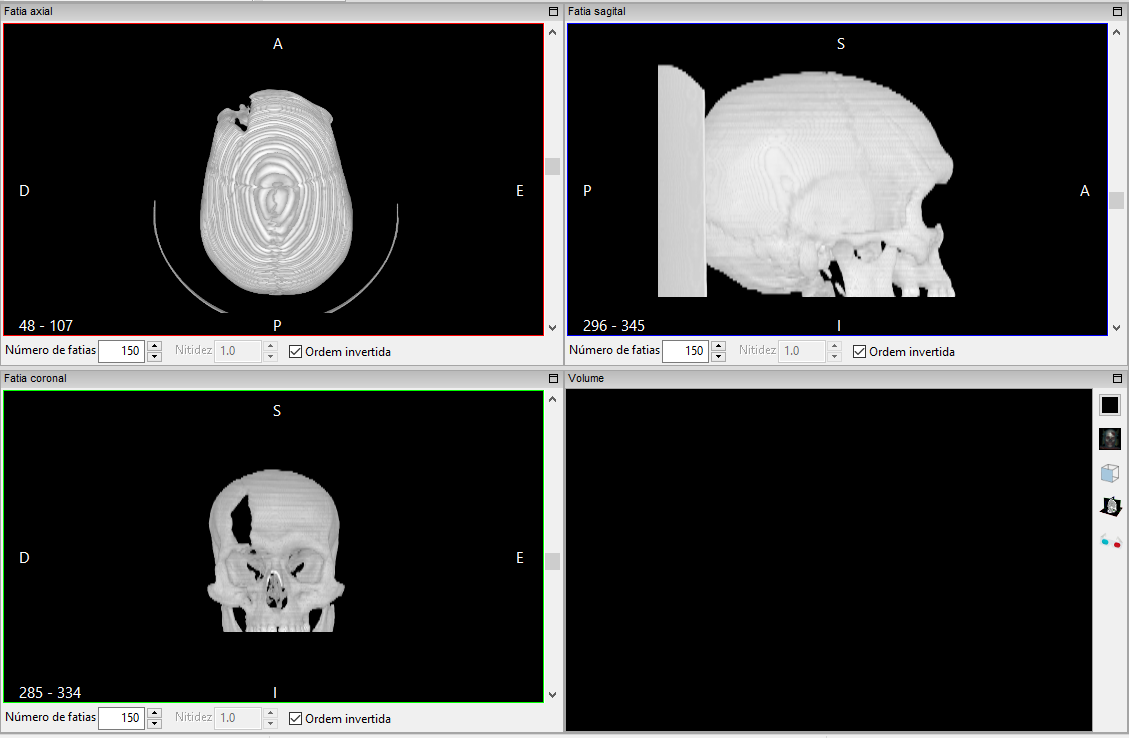 Fatia axial
A
D
E
48 - 107
P
Número de fatias 150 Nitidez 1.0 Ordem invertida
Fatia sagital
S
P
A
296 - 345
I
Número de fatias 150 Nitidez 1.0 Ordem invertida
Fatia coronal
S
D
E
285 - 334
I
Número de fatias 150 Nitidez 1.0 Ordem invertida
Volume